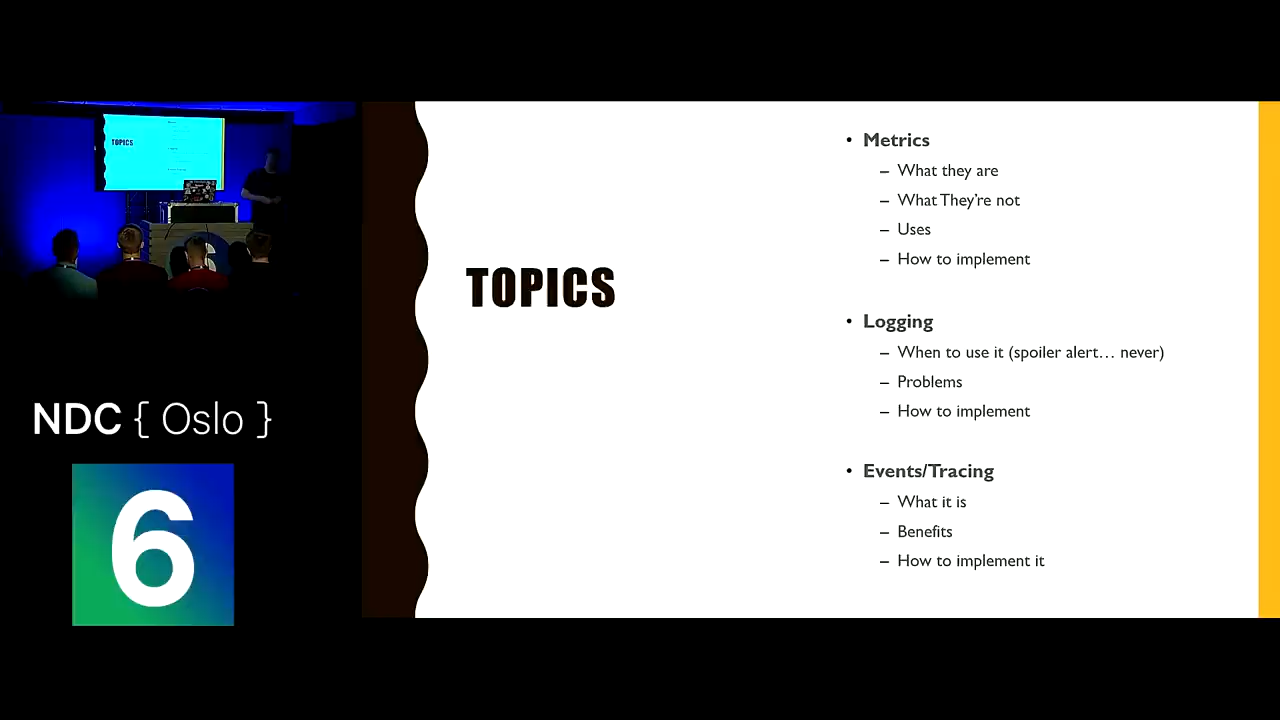 TOPICS
NDC { Oslo }
6
TOPICS
• Metrics
– What they are
– What They're not
– Uses
– How to implement
• Logging
– When to use it (spoiler alert… never)
– Problems
– How to implement
• Events/Tracing
– What it is
– Benefits
– How to implement it